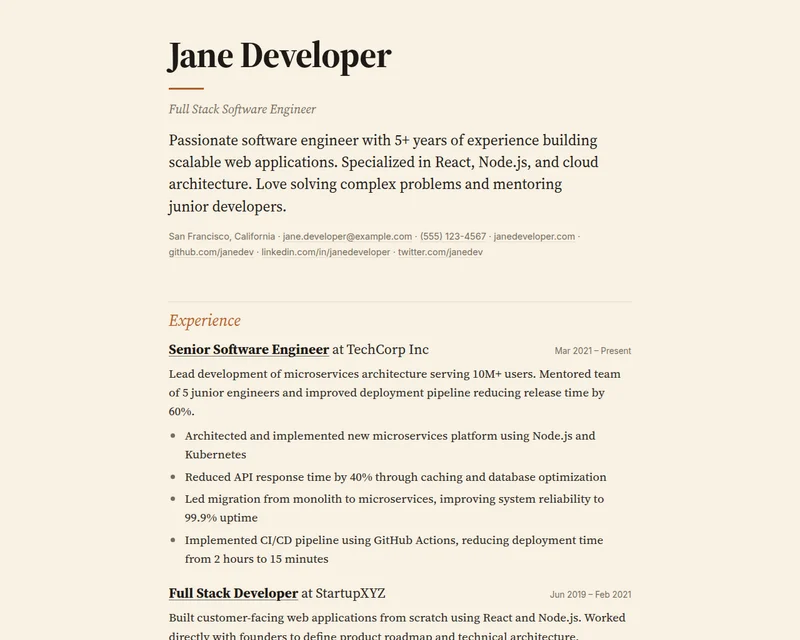 Jane Developer
Full Stack Software Engineer
Passionate software engineer with 5+ years of experience building
scalable web applications. Specialized in React, Node.js, and cloud
architecture. Love solving complex problems and mentoring
junior developers.
San Francisco, California · jane.developer@example.com · (555) 123-4567 · janedeveloper.com ·
github.com/janedev · linkedin.com/in/janedeveloper · twitter.com/janedev
Experience
Senior Software Engineer at TechCorp Inc Mar 2021 – Present
Lead development of microservices architecture serving 10M+ users. Mentored team
of 5 junior engineers and improved deployment pipeline reducing release time by
60%.
• Architected and implemented new microservices platform using Node.js and
Kubernetes
• Reduced API response time by 40% through caching and database optimization
• Led migration from monolith to microservices, improving system reliability to
99.9% uptime
• Implemented CI/CD pipeline using GitHub Actions, reducing deployment time
from 2 hours to 15 minutes
Full Stack Developer at StartupXYZ Jun 2019 – Feb 2021
Built customer-facing web applications from scratch using React and Node.js. Worked
directly with founders to define product roadmap and technical architecture.